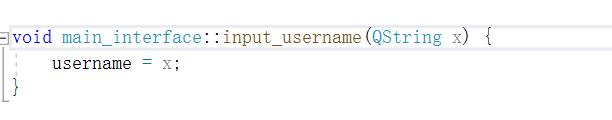 void main_interface::input_username(QString x) {
    username = x;
}